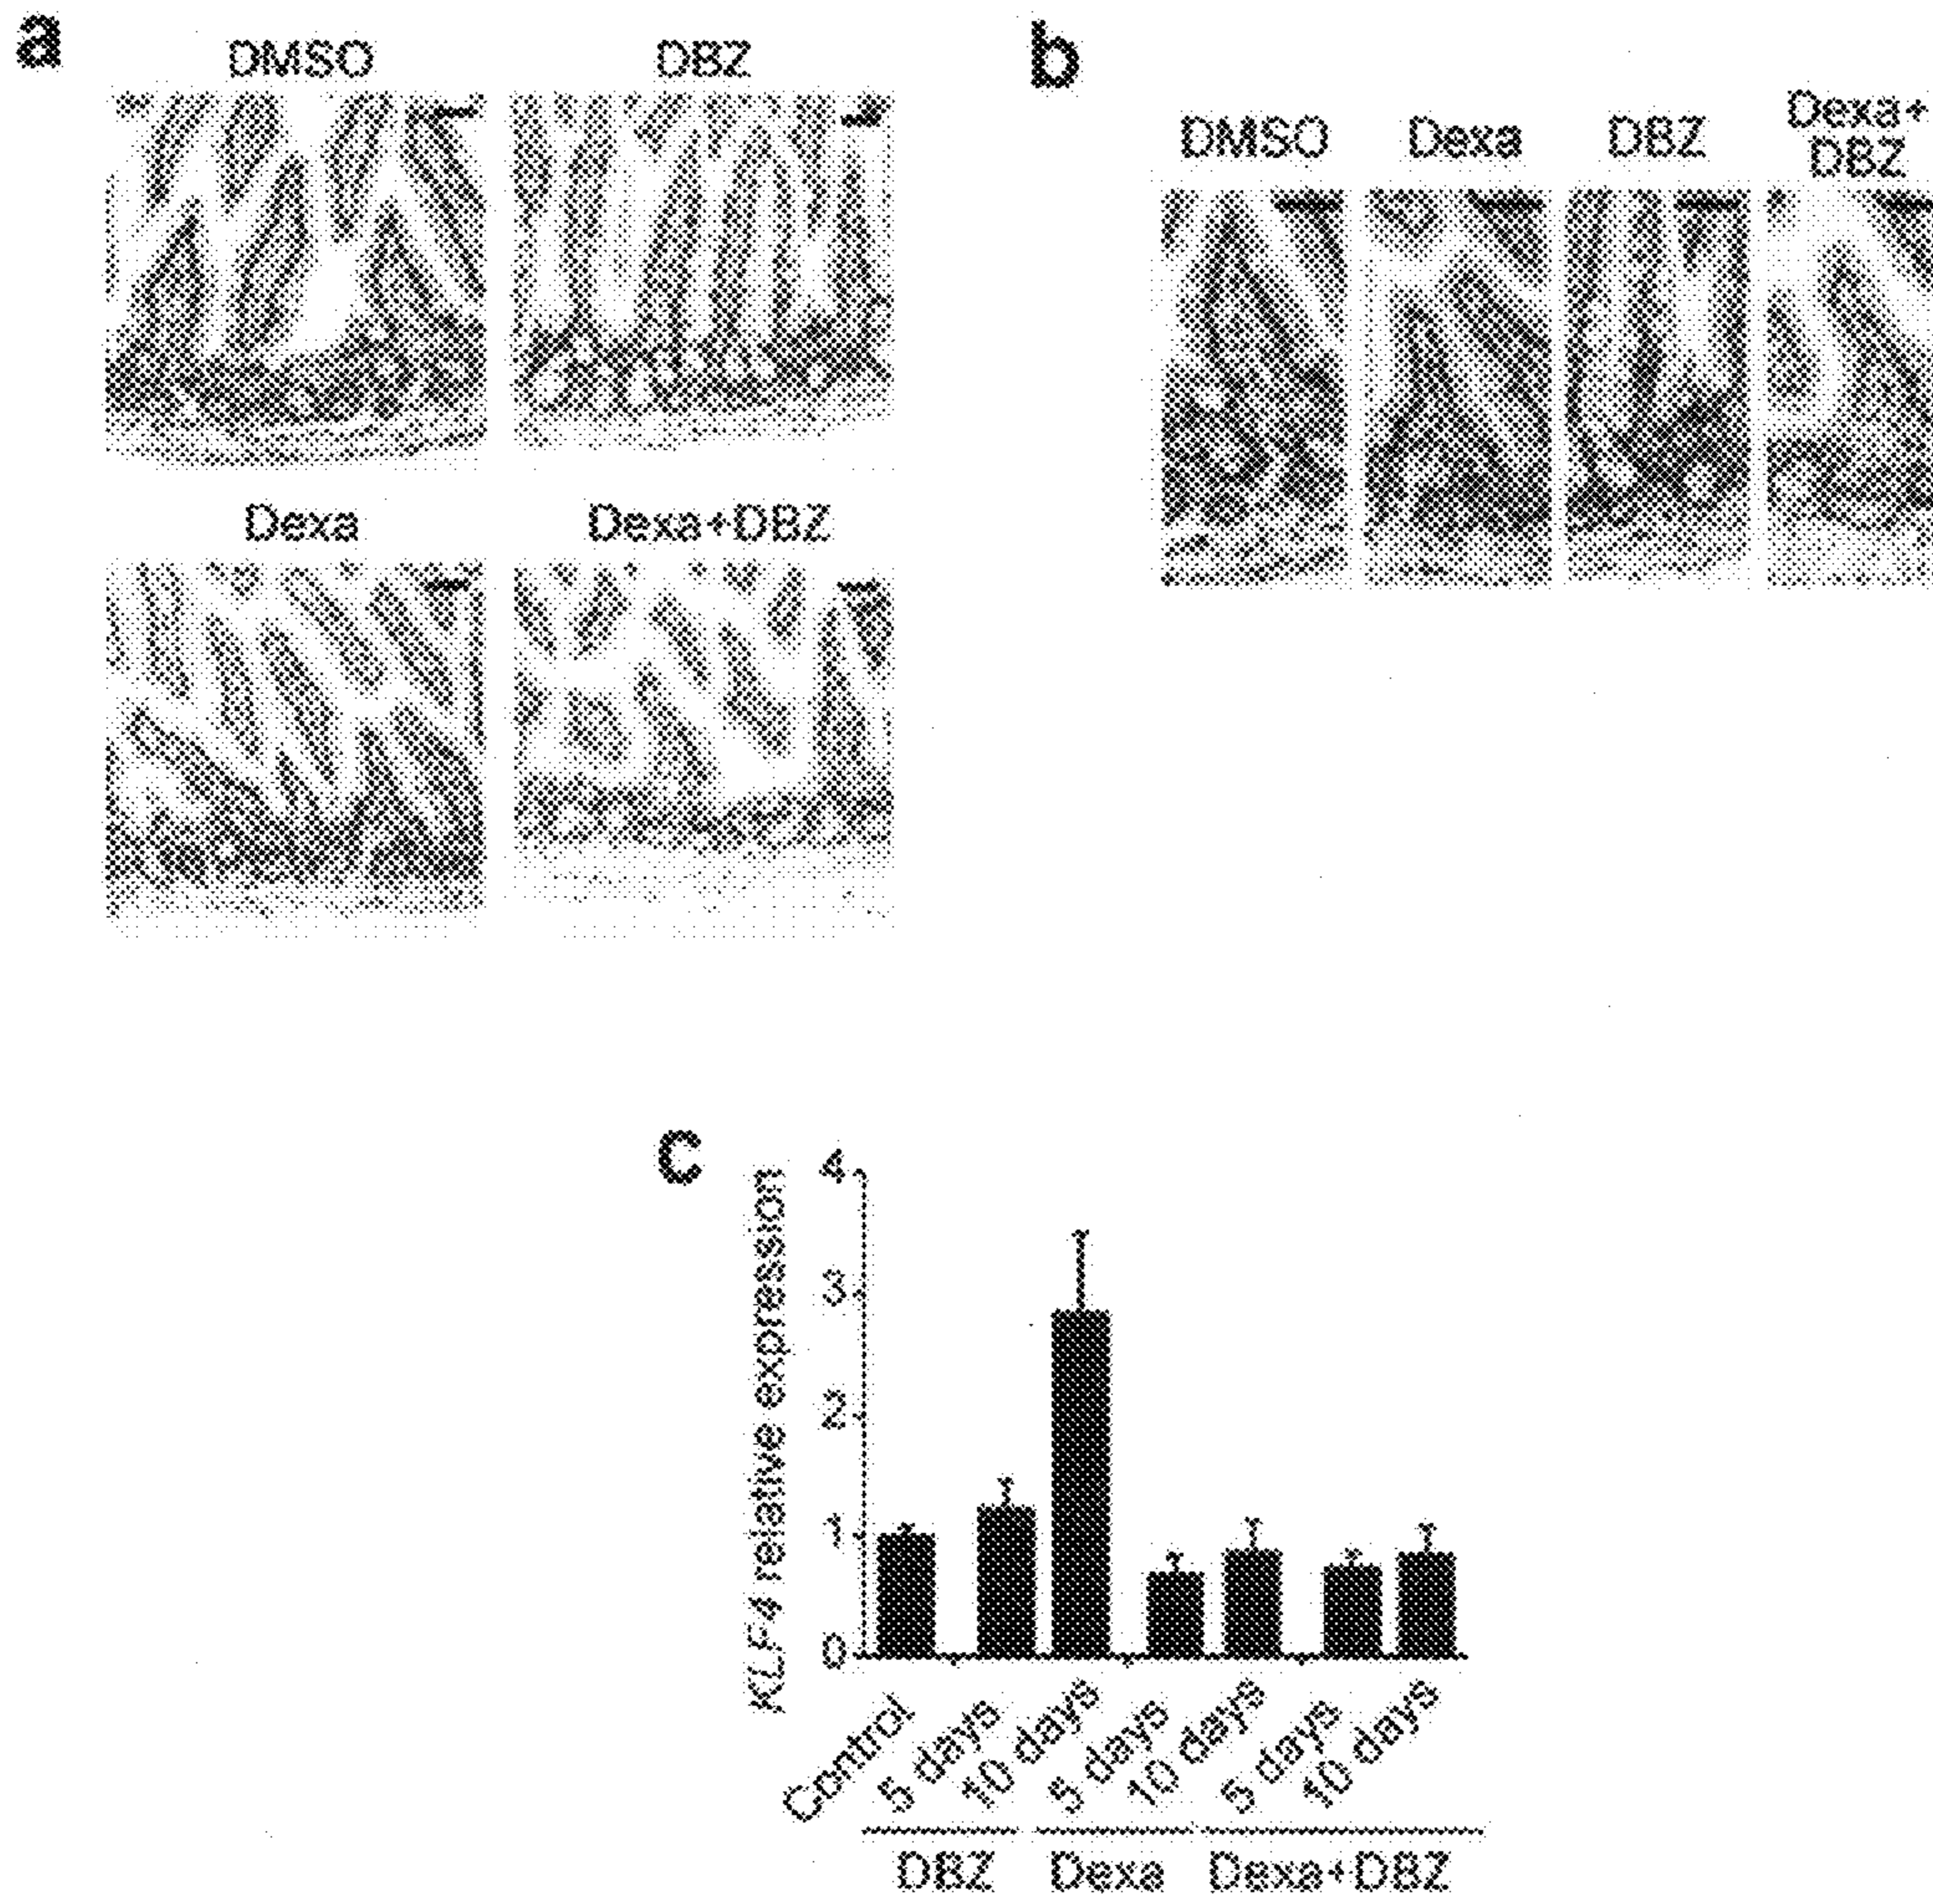 a
DMSO
DBZ
Dexa
Dexa+DBZ
b
DMSO
Dexa
DBZ
Dexa+
DBZ
c
KLF4 relative expression
4
3
2
1
0
Control
5 days
10 days
5 days
10 days
5 days
10 days
DBZ
Dexa
Dexa+DBZ